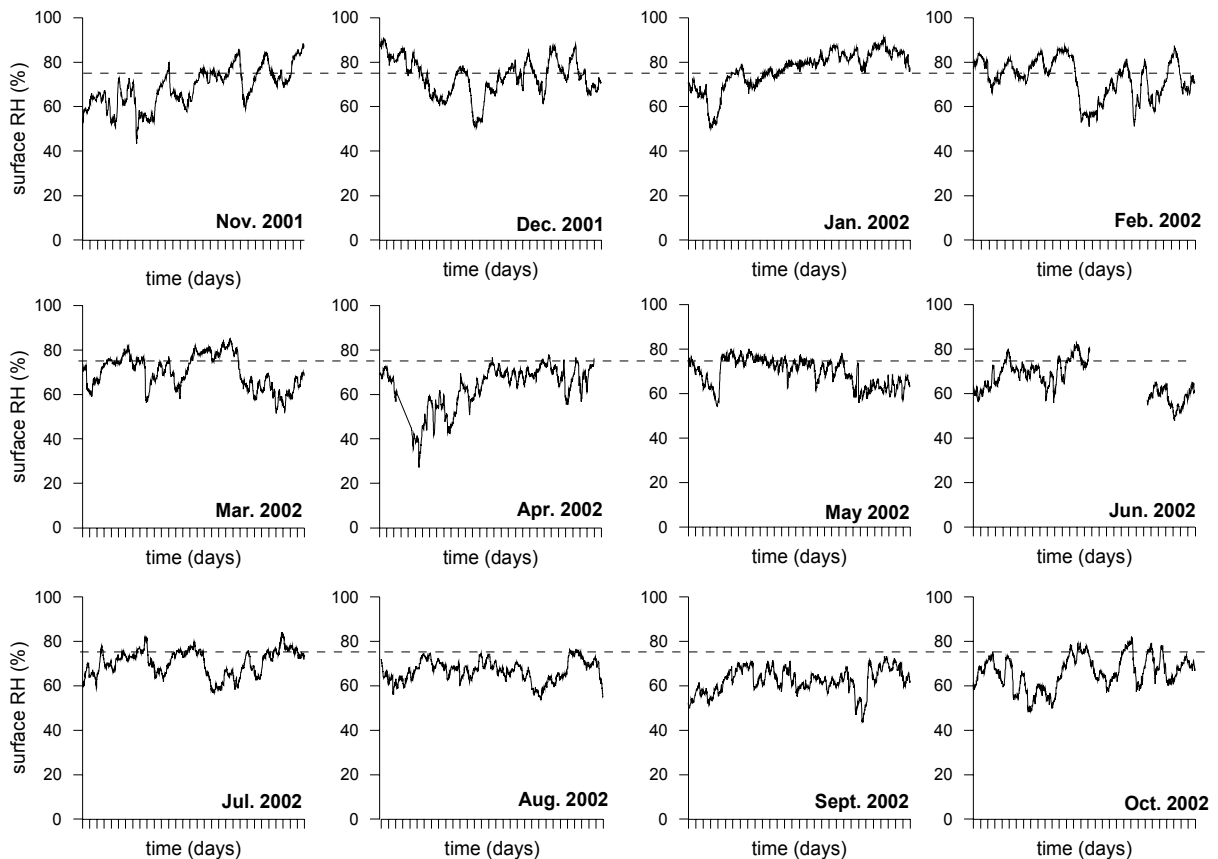 surface RH (%)
100
80
60
40
20
0
Nov. 2001
time (days)
100
80
60
40
20
0
Dec. 2001
time (days)
100
80
60
40
20
0
Jan. 2002
time (days)
100
80
60
40
20
0
Feb. 2002
time (days)
surface RH (%)
100
80
60
40
20
0
Mar. 2002
time (days)
100
80
60
40
20
0
Apr. 2002
time (days)
100
80
60
40
20
0
May 2002
time (days)
100
80
60
40
20
0
Jun. 2002
time (days)
surface RH (%)
100
80
60
40
20
0
Jul. 2002
time (days)
100
80
60
40
20
0
Aug. 2002
time (days)
100
80
60
40
20
0
Sept. 2002
time (days)
100
80
60
40
20
0
Oct. 2002
time (days)